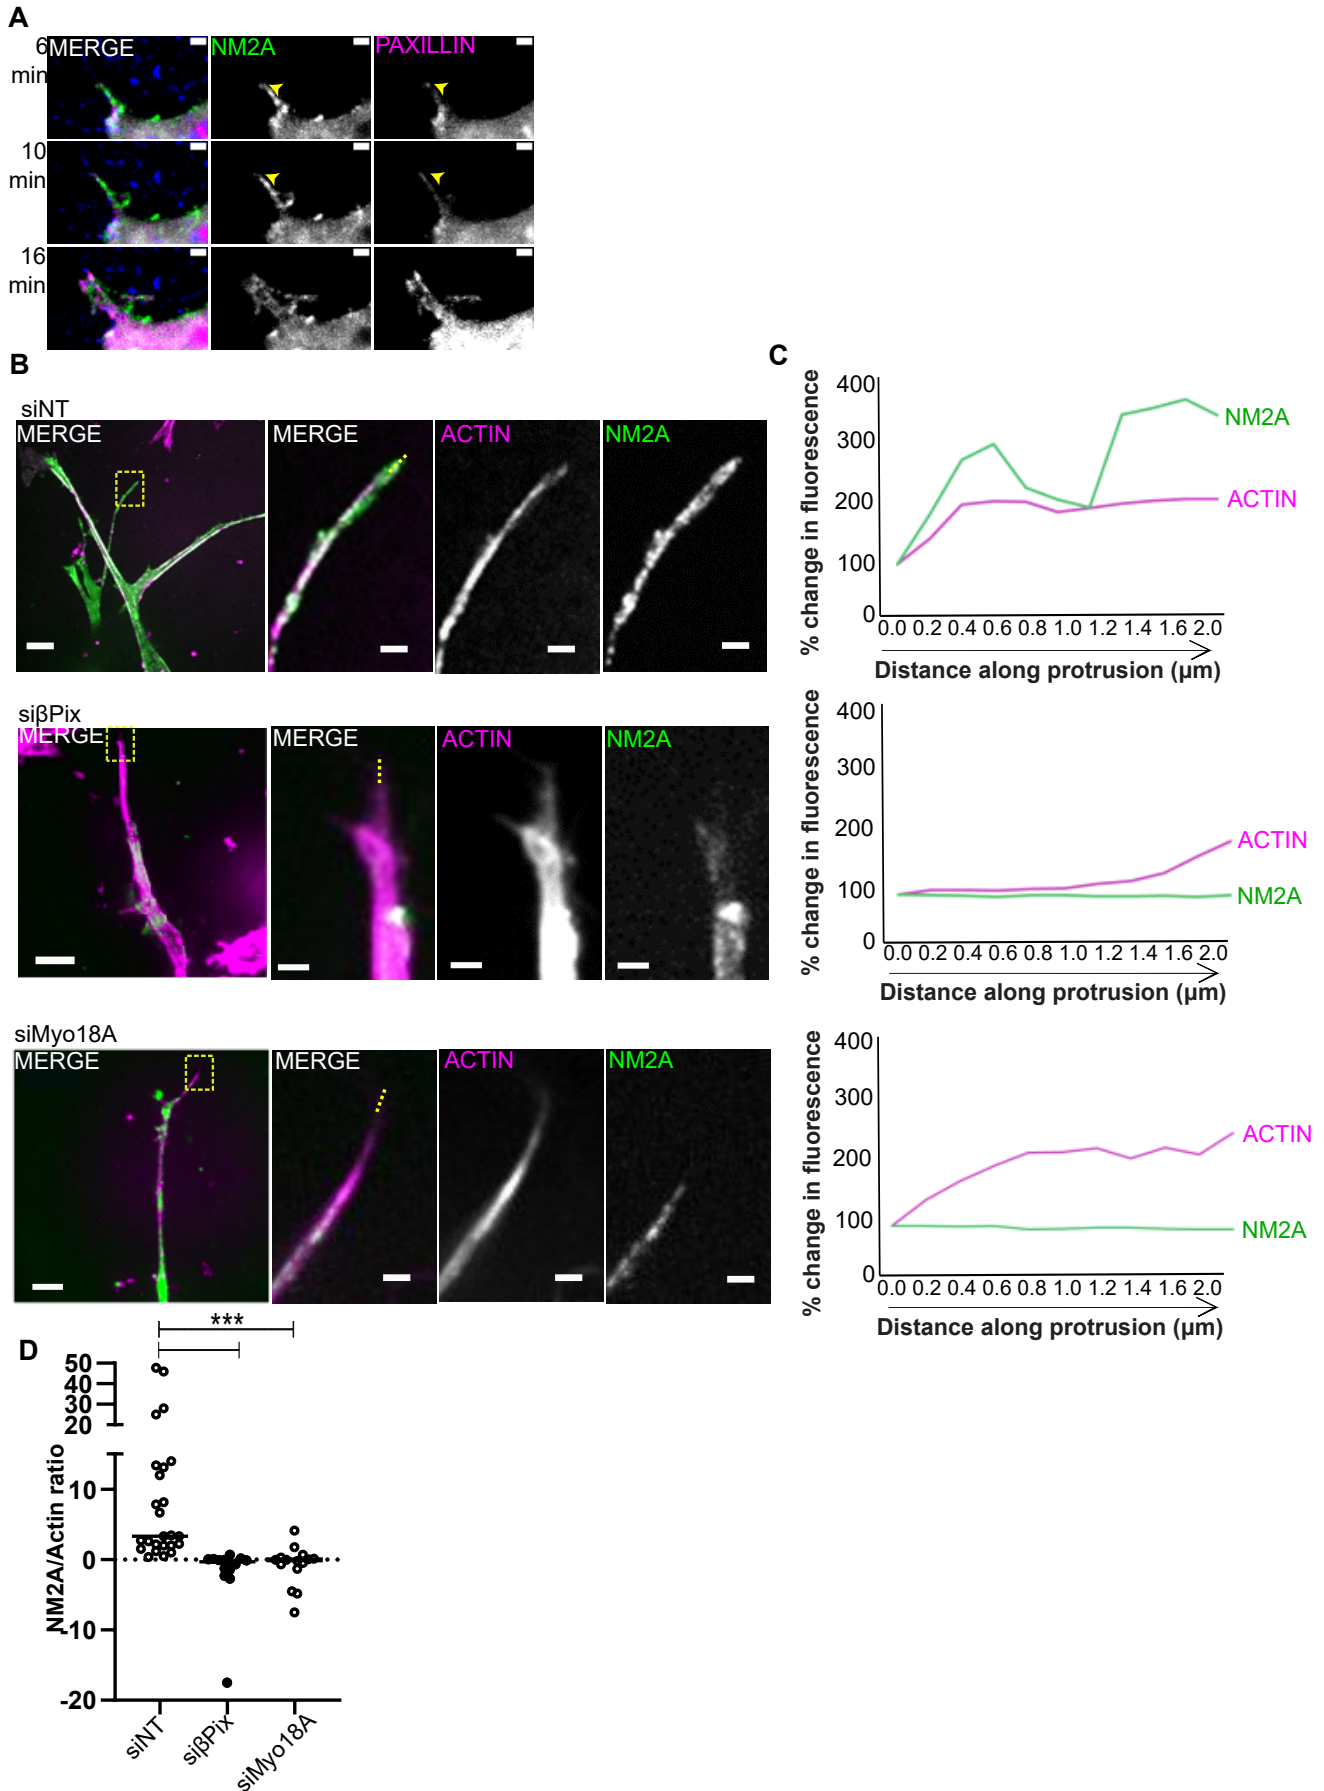 A
6 min
MERGE NM2A PAXILLIN
10 min
16 min
B
siNT
MERGE MERGE ACTIN NM2A
siβPix
MERGE MERGE ACTIN NM2A
siMyo18A
MERGE MERGE ACTIN NM2A
C
% change in fluorescence
400
300
200
100
0
NM2A
ACTIN
0.0 0.2 0.4 0.6 0.8 1.0 1.2 1.4 1.6 2.0
Distance along protrusion (μm)
% change in fluorescence
400
300
200
100
0
ACTIN
NM2A
0.0 0.2 0.4 0.6 0.8 1.0 1.2 1.4 1.6 2.0
Distance along protrusion (μm)
% change in fluorescence
400
300
200
100
0
ACTIN
NM2A
0.0 0.2 0.4 0.6 0.8 1.0 1.2 1.4 1.6 2.0
Distance along protrusion (μm)
D
***
NM2A/Actin ratio
50
40
30
20
10
0
-10
-20
siNT siβPix siMyo18A